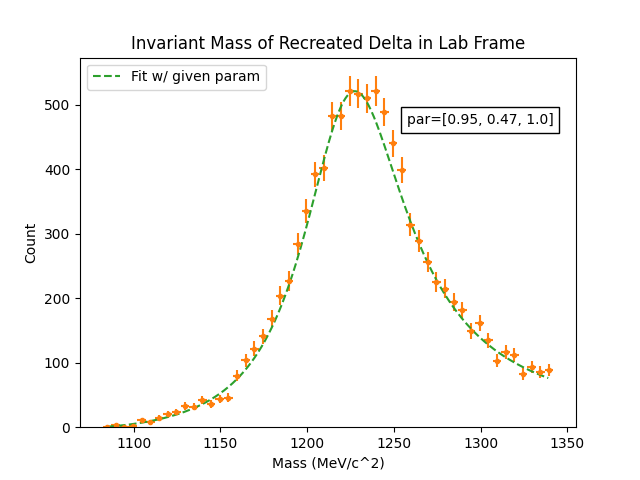 Invariant Mass of Recreated Delta in Lab Frame
Fit w/ given param
par=[0.95, 0.47, 1.0]
Count
500
400
300
200
100
0
1100 1150 1200 1250 1300 1350
Mass (MeV/c^2)